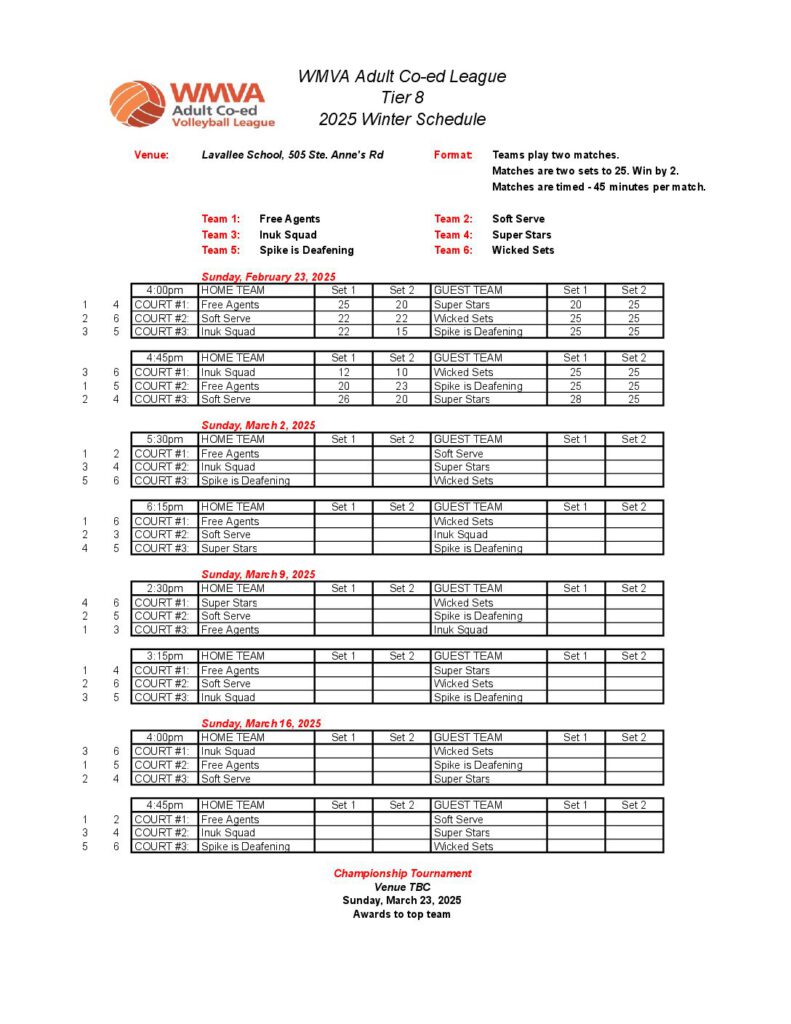 WMVA
Adult Co-ed
Volleyball League
WMVA Adult Co-ed League
Tier 8
2025 Winter Schedule
Venue: Lavallee School, 505 Ste. Anne's Rd Format: Teams play two matches.
Matches are two sets to 25. Win by 2.
Matches are timed - 45 minutes per match.
Team 1: Free Agents Team 2: Soft Serve
Team 3: Inuk Squad Team 4: Super Stars
Team 5: Spike is Deafening Team 6: Wicked Sets
Sunday, February 23, 2025
4:00pm HOME TEAM Set 1 Set 2 GUEST TEAM Set 1 Set 2
1 4 COURT #1: Free Agents 25 20 Super Stars 20 25
2 6 COURT #2: Soft Serve 22 22 Wicked Sets 25 25
3 5 COURT #3: Inuk Squad 22 15 Spike is Deafening 25 25
4:45pm HOME TEAM Set 1 Set 2 GUEST TEAM Set 1 Set 2
3 6 COURT #1: Inuk Squad 12 10 Wicked Sets 25 25
1 5 COURT #2: Free Agents 20 23 Spike is Deafening 25 25
2 4 COURT #3: Soft Serve 26 20 Super Stars 28 25
Sunday, March 2, 2025
5:30pm HOME TEAM Set 1 Set 2 GUEST TEAM Set 1 Set 2
1 2 COURT #1: Free Agents Soft Serve
3 4 COURT #2: Inuk Squad Super Stars
5 6 COURT #3: Spike is Deafening Wicked Sets
6:15pm HOME TEAM Set 1 Set 2 GUEST TEAM Set 1 Set 2
1 6 COURT #1: Free Agents Wicked Sets
2 3 COURT #2: Soft Serve Inuk Squad
4 5 COURT #3: Super Stars Spike is Deafening
Sunday, March 9, 2025
2:30pm HOME TEAM Set 1 Set 2 GUEST TEAM Set 1 Set 2
4 6 COURT #1: Super Stars Wicked Sets
2 5 COURT #2: Soft Serve Spike is Deafening
1 3 COURT #3: Free Agents Inuk Squad
3:15pm HOME TEAM Set 1 Set 2 GUEST TEAM Set 1 Set 2
1 4 COURT #1: Free Agents Super Stars
2 6 COURT #2: Soft Serve Wicked Sets
3 5 COURT #3: Inuk Squad Spike is Deafening
Sunday, March 16, 2025
4:00pm HOME TEAM Set 1 Set 2 GUEST TEAM Set 1 Set 2
3 6 COURT #1: Inuk Squad Wicked Sets
1 5 COURT #2: Free Agents Spike is Deafening
2 4 COURT #3: Soft Serve Super Stars
4:45pm HOME TEAM Set 1 Set 2 GUEST TEAM Set 1 Set 2
1 2 COURT #1: Free Agents Soft Serve
3 4 COURT #2: Inuk Squad Super Stars
5 6 COURT #3: Spike is Deafening Wicked Sets
Championship Tournament
Venue TBC
Sunday, March 23, 2025
Awards to top team